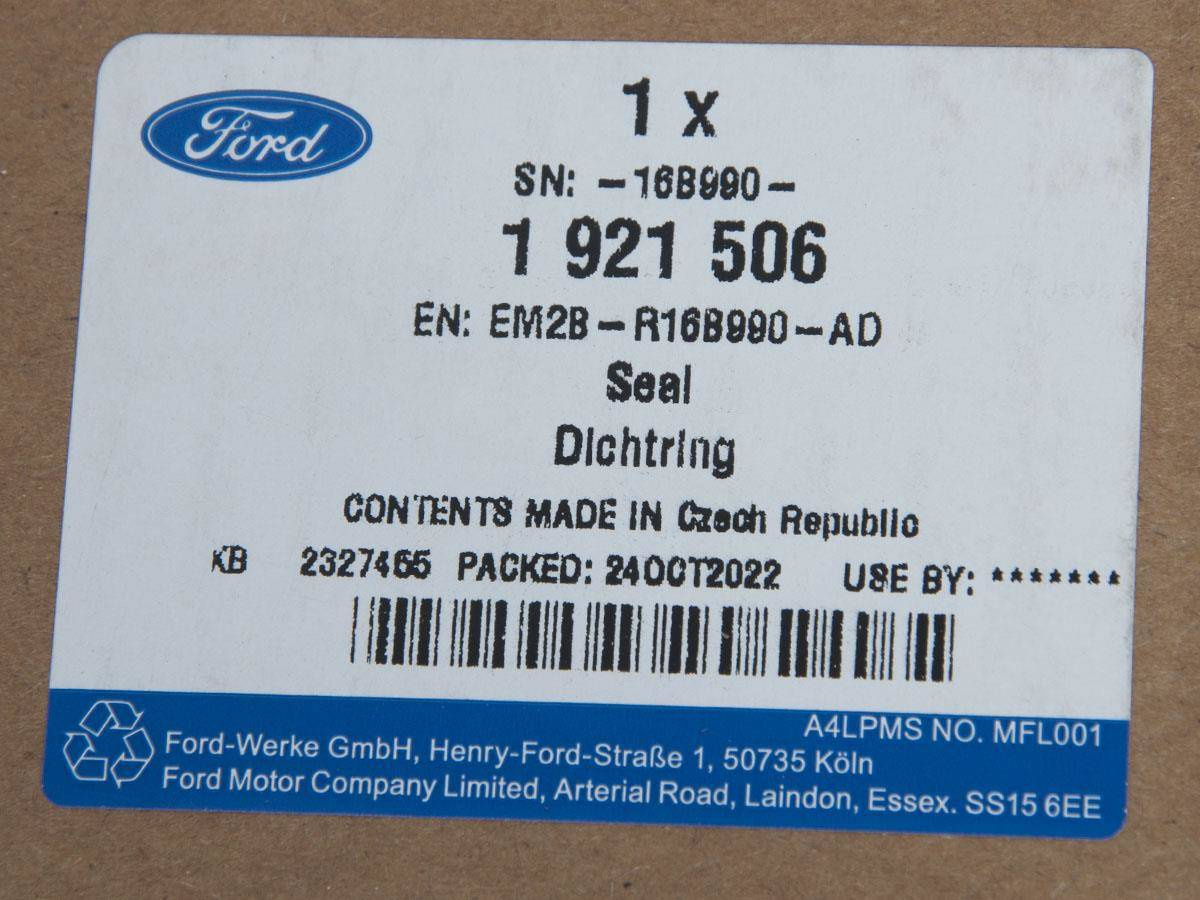 Ford
1 x
SN: -16B990-
1 921 506
EN: EM2B-R16B990-AD
Seal
Dichtring
CONTENTS MADE IN Czech Republic
KB 2327465 PACKED: 24OCT2022 USE BY: *******
A4LPMS NO. MFL001
Ford-Werke GmbH, Henry-Ford-Straße 1, 50735 Köln
Ford Motor Company Limited, Arterial Road, Laindon, Essex. SS15 6EE